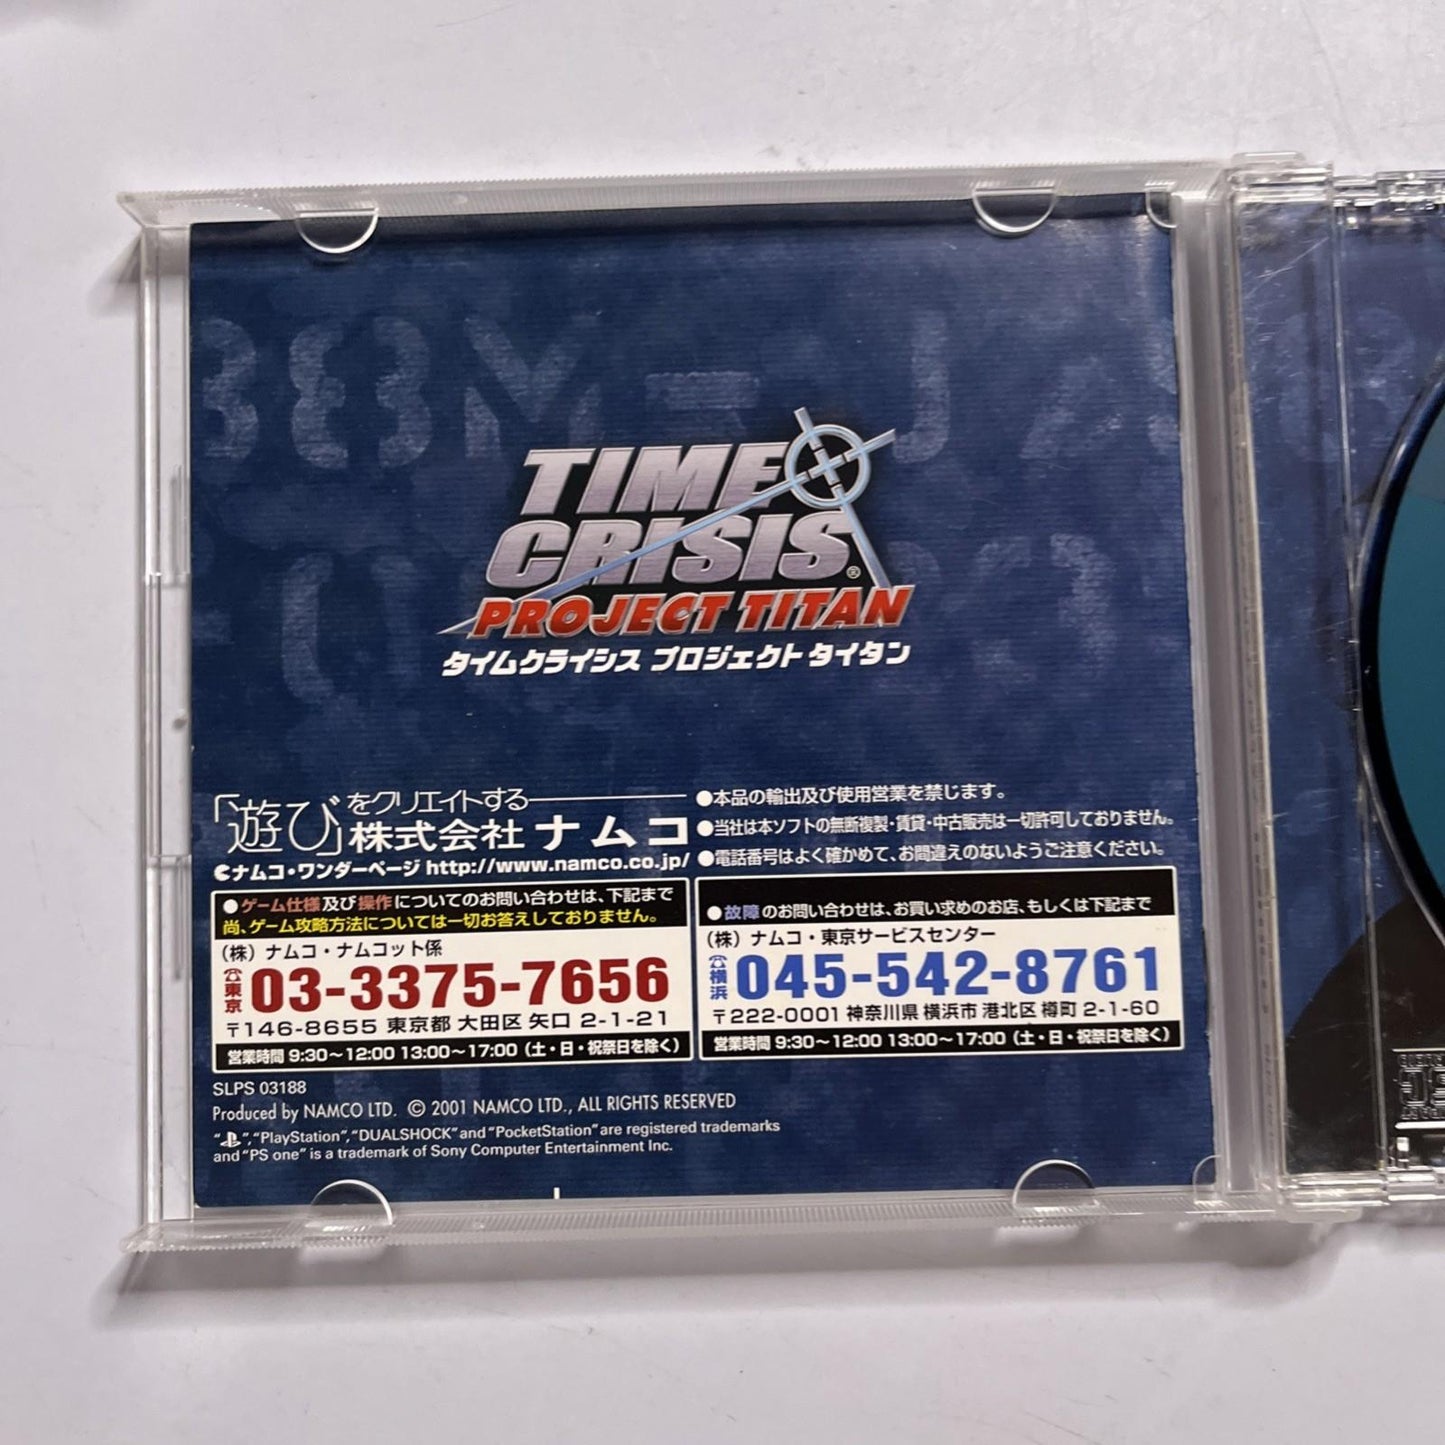 TIME
CRISIS®
PROJECT TITAN
タイムクライシス プロジェクト タイタン
「遊び」をクリエイトする
株式会社ナムコ
ナムコ・ワンダーページ http://www.namco.co.jp/
●本品の輸出及び使用営業を禁じます。
●当社は本ソフトの無断複製・賃貸・中古販売は一切許可しておりません。
●電話番号はよく確かめて、お間違えのないようご注意ください。
●ゲーム仕様及び操作についてのお問い合わせは、下記まで
尚、ゲーム攻略方法については一切お答えしておりません。
（株）ナムコ・ナムコット係
☎東京 03-3375-7656
〒146-8655 東京都 大田区 矢口 2-1-21
営業時間 9:30～12:00 13:00～17:00（土・日・祝祭日を除く）
●故障のお問い合わせは、お買い求めのお店、もしくは下記まで
（株）ナムコ・東京サービスセンター
☎横浜 045-542-8761
〒222-0001 神奈川県 横浜市 港北区 樽町 2-1-60
営業時間 9:30～12:00 13:00～17:00（土・日・祝祭日を除く）
SLPS 03188
Produced by NAMCO LTD. © 2001 NAMCO LTD., ALL RIGHTS RESERVED
" ","PlayStation","DUALSHOCK"and "PocketStation"are registered trademarks
and"PS one" is a trademark of Sony Computer Entertainment Inc.